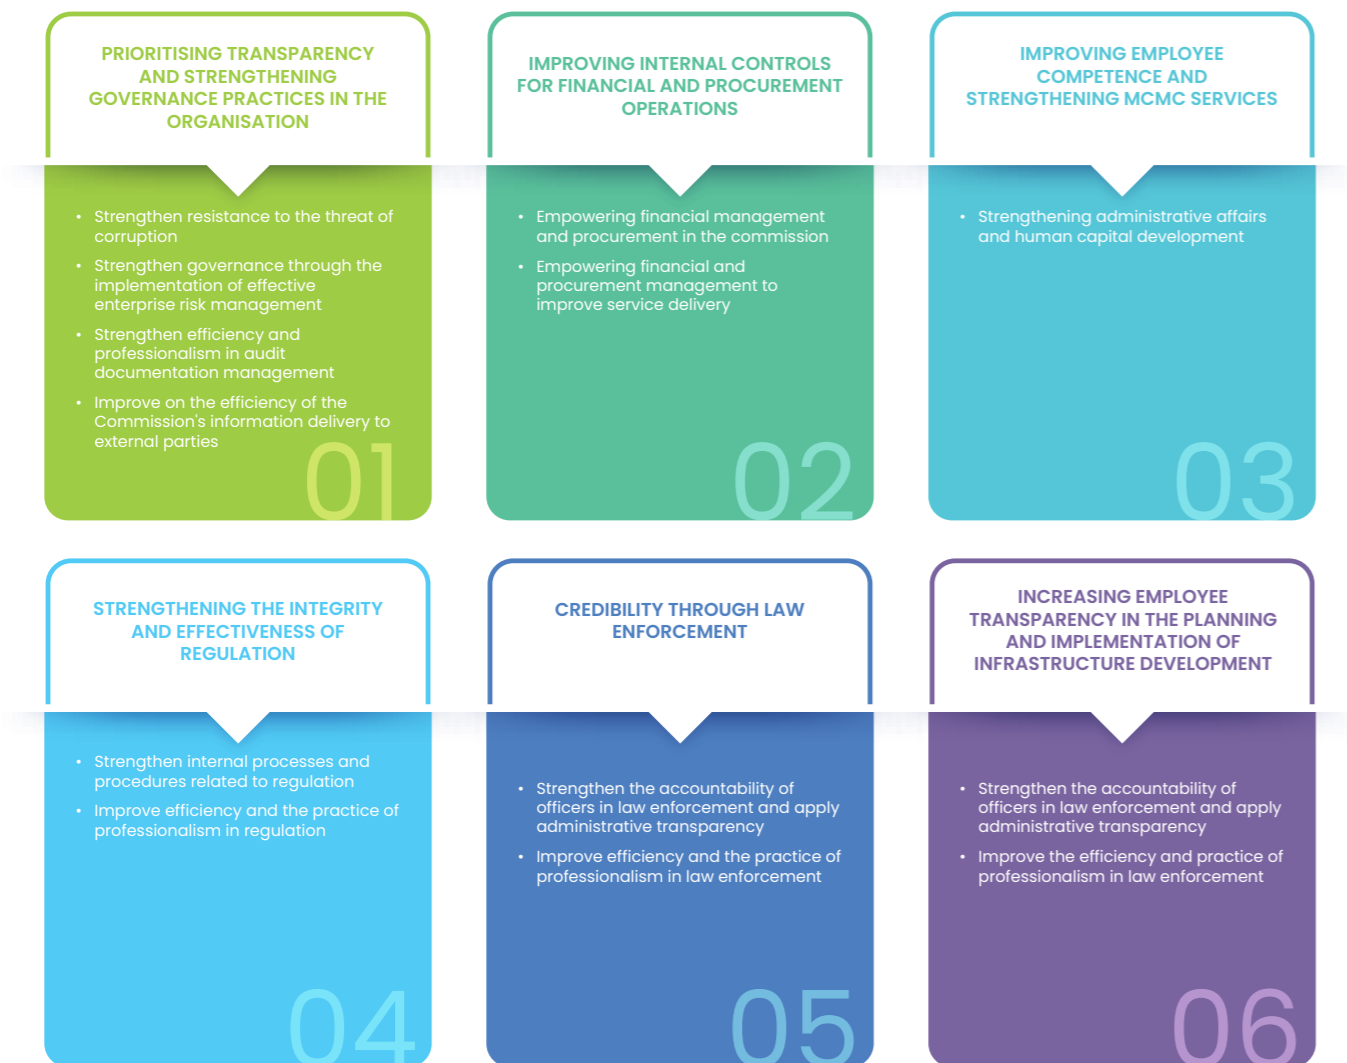 PRIORITISING TRANSPARENCY
AND STRENGTHENING
GOVERNANCE PRACTICES IN THE
ORGANISATION
• Strengthen resistance to the threat of
corruption
• Strengthen governance through the
implementation of effective
enterprise risk management
• Strengthen efficiency and
professionalism in audit
documentation management
• Improve on the efficiency of the
Commission's information delivery to
external parties
01
IMPROVING INTERNAL CONTROLS
FOR FINANCIAL AND PROCUREMENT
OPERATIONS
• Empowering financial management
and procurement in the commission
• Empowering financial and
procurement management to
improve service delivery
02
IMPROVING EMPLOYEE
COMPETENCE AND
STRENGTHENING MCMC SERVICES
• Strengthening administrative affairs
and human capital development
03
STRENGTHENING THE INTEGRITY
AND EFFECTIVENESS OF
REGULATION
• Strengthen internal processes and
procedures related to regulation
• Improve efficiency and the practice of
professionalism in regulation
04
CREDIBILITY THROUGH LAW
ENFORCEMENT
• Strengthen the accountability of
officers in law enforcement and apply
administrative transparency
• Improve efficiency and the practice of
professionalism in law enforcement
05
INCREASING EMPLOYEE
TRANSPARENCY IN THE PLANNING
AND IMPLEMENTATION OF
INFRASTRUCTURE DEVELOPMENT
• Strengthen the accountability of
officers in law enforcement and apply
administrative transparency
• Improve the efficiency and practice of
professionalism in law enforcement
06